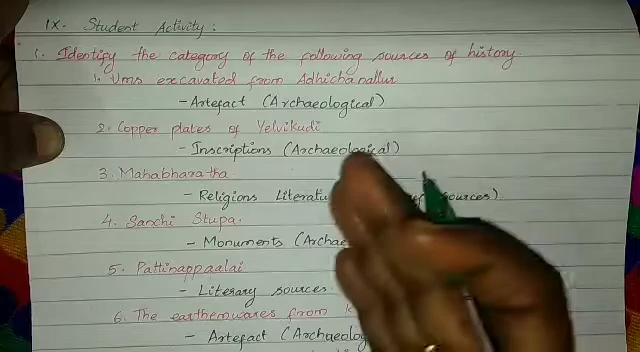 IX. Student Activity:
1. Identify the category of the following sources of history.
1. Urns excavated from Adhichanallur
- Artefact (Archaeological)
2. Copper plates of Velvikudi
- Inscriptions (Archaeological)
3. Mahabharatha
- Religions sources).
4. Sanchi Stupa.
- Monuments
5. Pattinappaalai
- Literary sources.
6. The earthenwares from
- Artefact